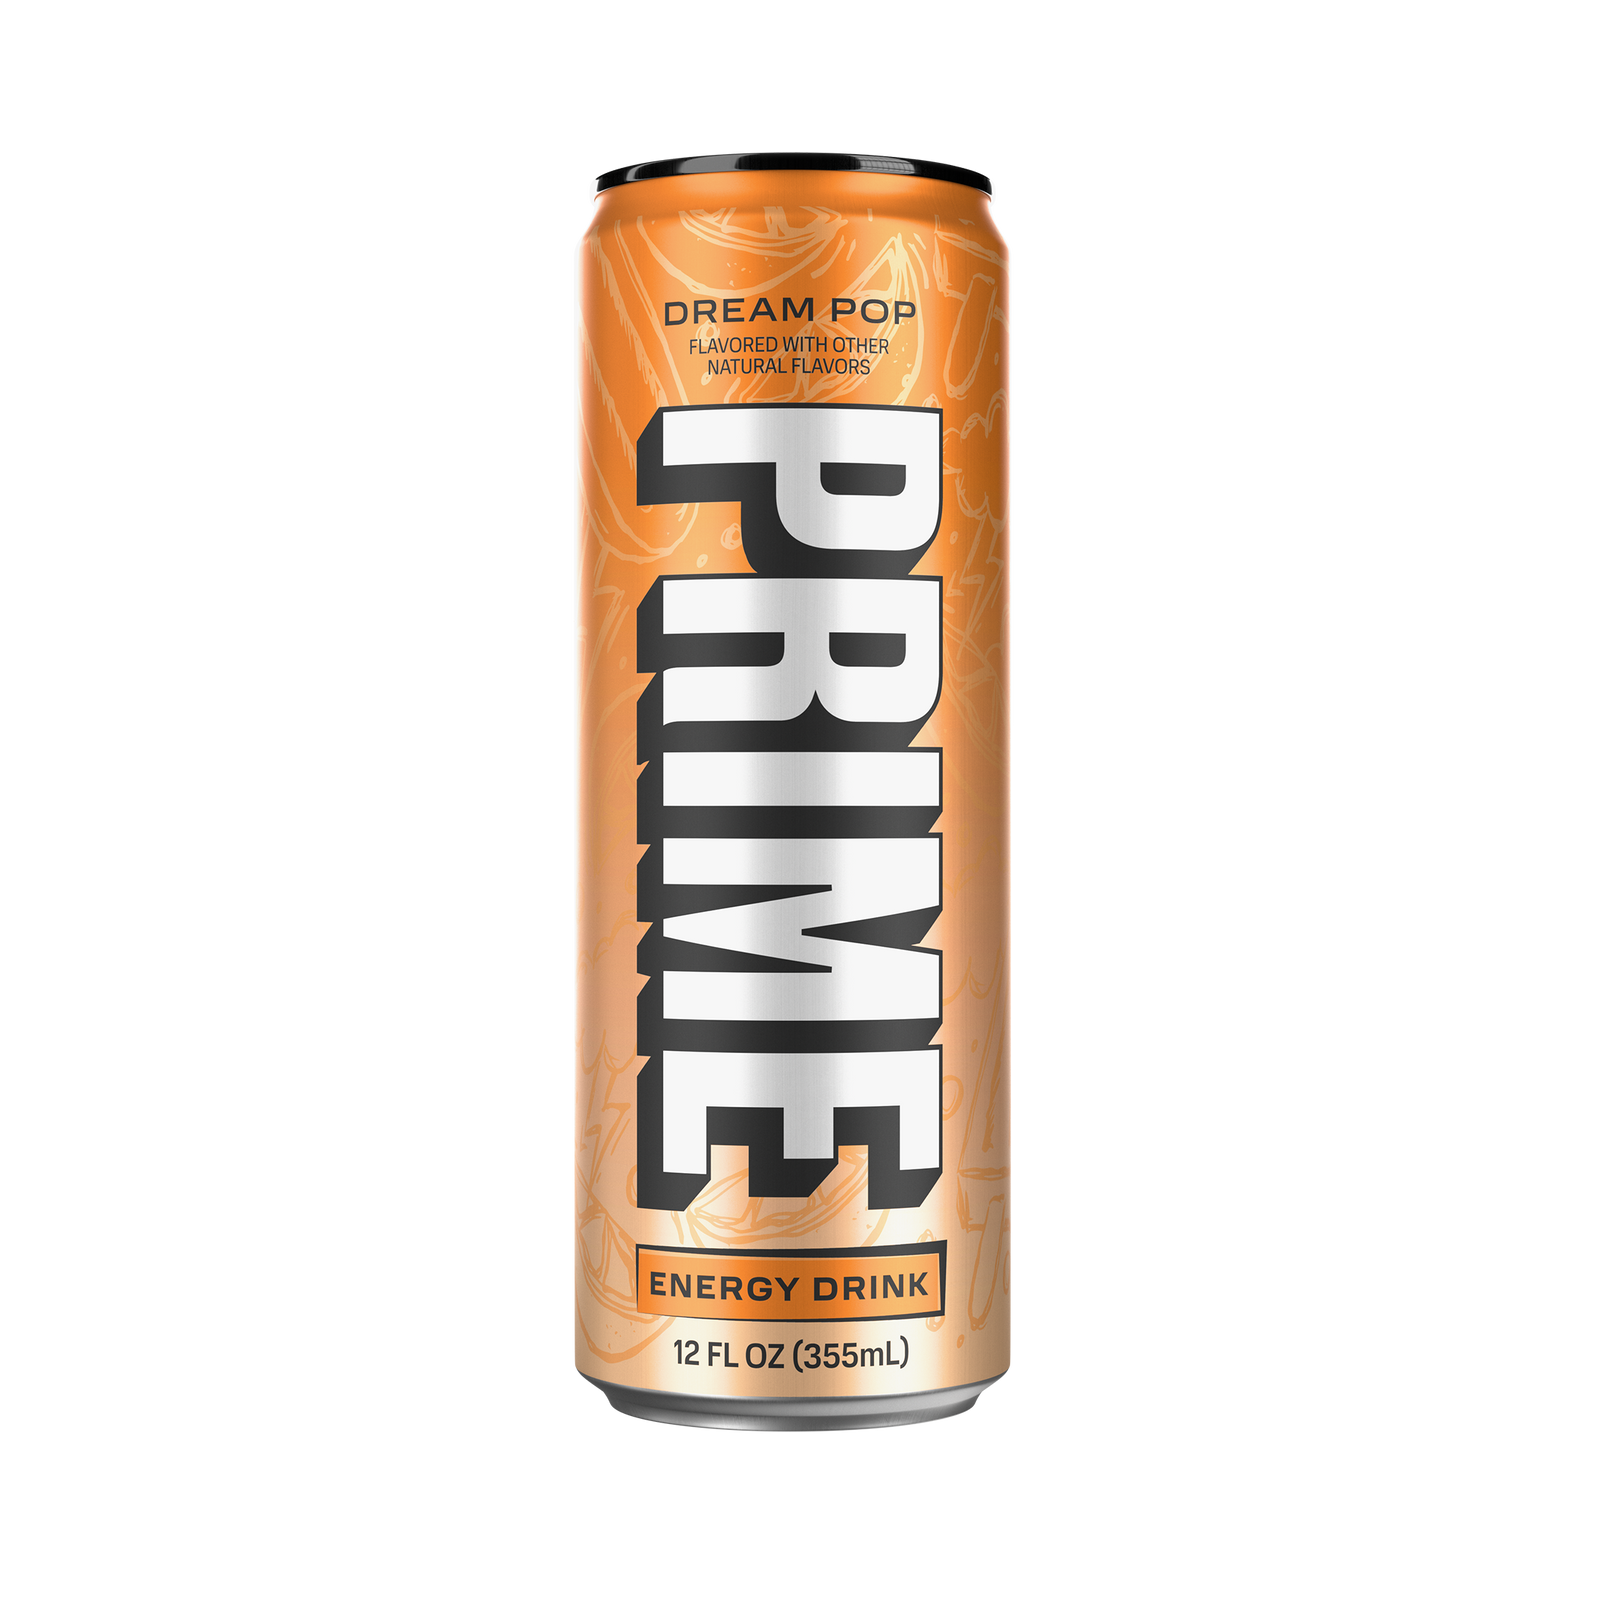 DREAM POP
FLAVORED WITH OTHER
NATURAL FLAVORS
PRIME
ENERGY DRINK
12 FL OZ (355mL)